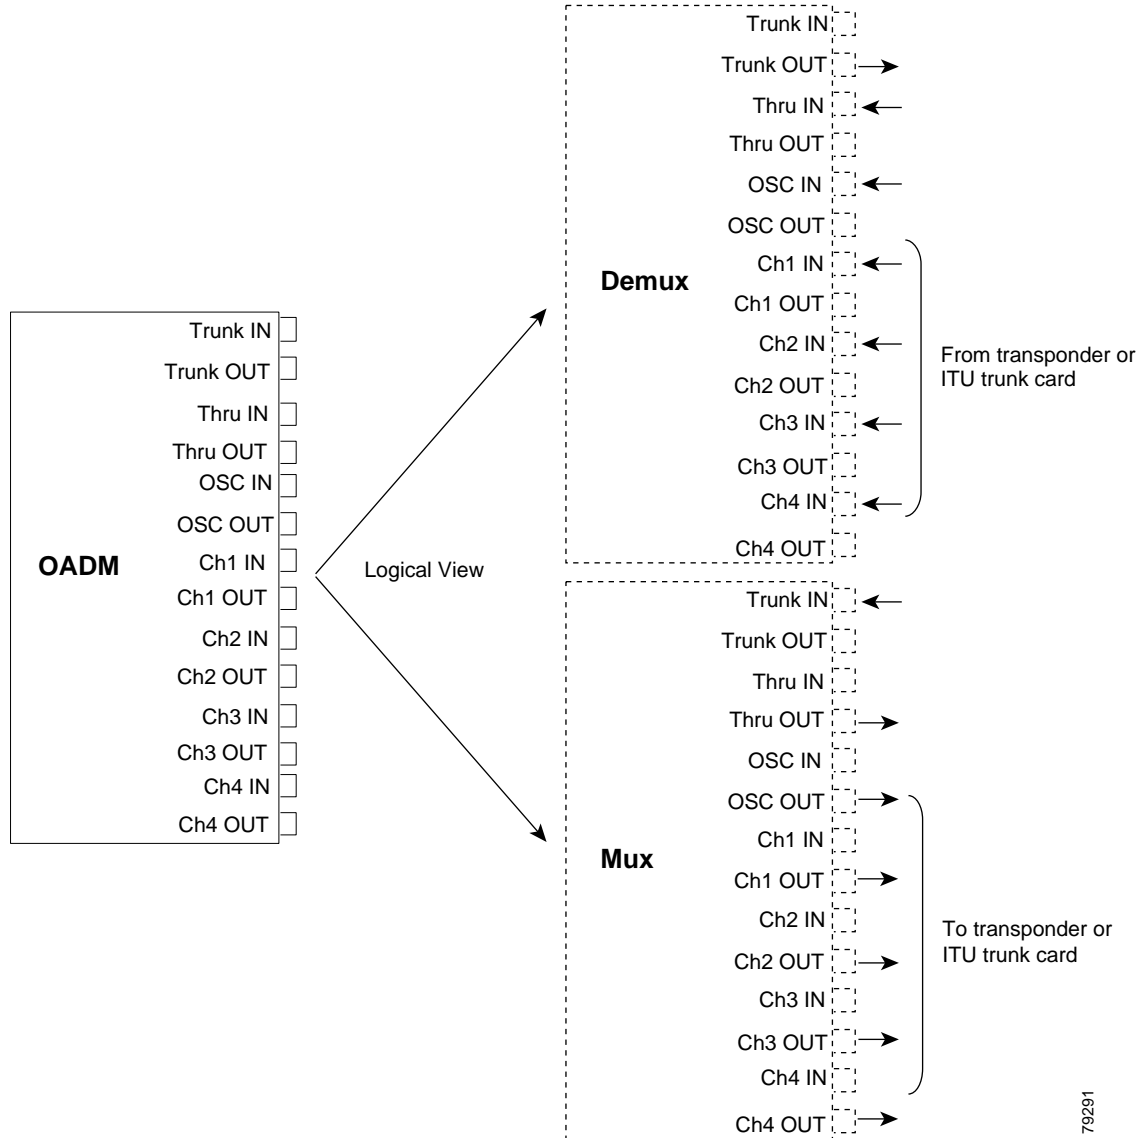 OADM
Trunk IN
Trunk OUT
Thru IN
Thru OUT
OSC IN
OSC OUT
Ch1 IN
Ch1 OUT
Ch2 IN
Ch2 OUT
Ch3 IN
Ch3 OUT
Ch4 IN
Ch4 OUT
Logical View
Demux
Trunk IN
Trunk OUT
Thru IN
Thru OUT
OSC IN
OSC OUT
Ch1 IN
Ch1 OUT
Ch2 IN
Ch2 OUT
Ch3 IN
Ch3 OUT
Ch4 IN
Ch4 OUT
From transponder or
ITU trunk card
Mux
Trunk IN
Trunk OUT
Thru IN
Thru OUT
OSC IN
OSC OUT
Ch1 IN
Ch1 OUT
Ch2 IN
Ch2 OUT
Ch3 IN
Ch3 OUT
Ch4 IN
Ch4 OUT
To transponder or
ITU trunk card
79291